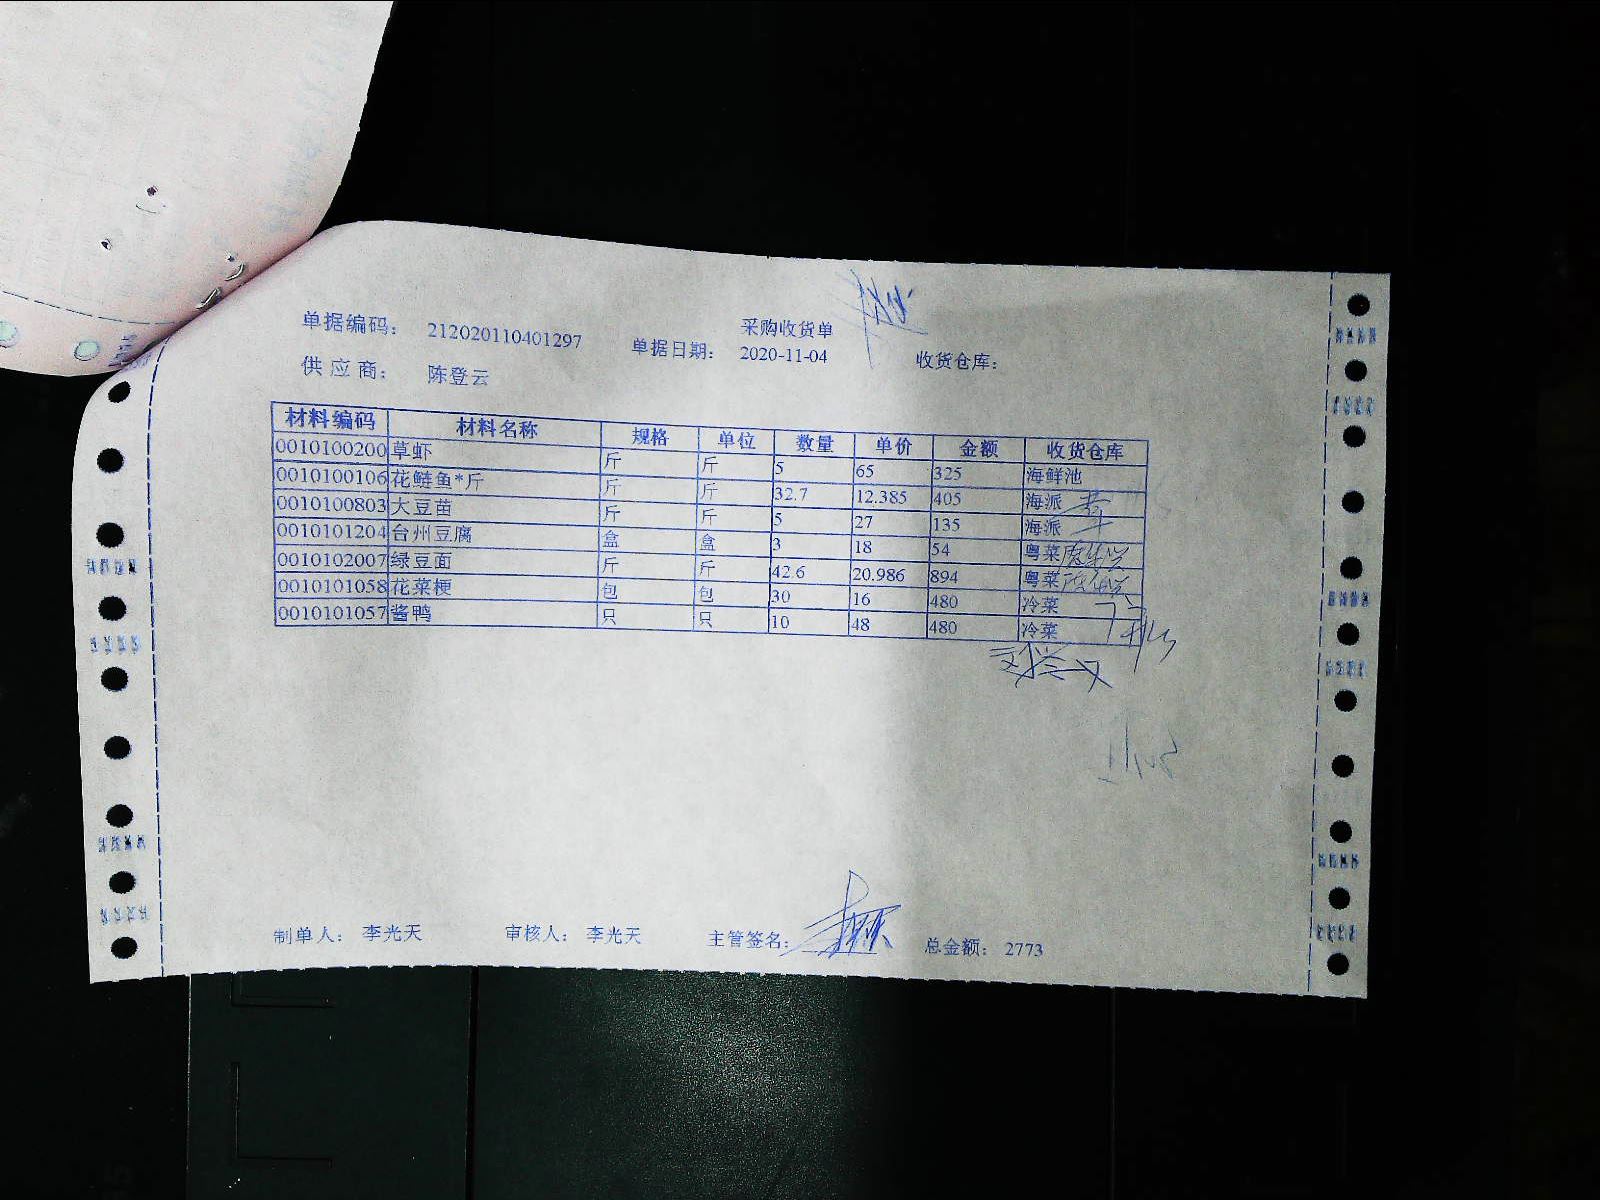 采购收货单
单据编码： 212020110401297 单据日期： 2020-11-04 收货仓库：
供应商： 陈登云
材料编码 材料名称 规格 单位 数量 单价 金额 收货仓库
0010100200 草虾 斤 斤 5 65 325 海鲜池
0010100106 花鲢鱼*斤 斤 斤 32.7 12.385 405 海派
0010100803 大豆苗 斤 斤 5 27 135 海派
0010101204 台州豆腐 盒 盒 3 18 54 粤菜
0010102007 绿豆面 斤 斤 42.6 20.986 894 粤菜
0010101058 花菜梗 包 包 30 16 480 冷菜
0010101057 酱鸭 只 只 10 48 480 冷菜
制单人： 李光天 审核人： 李光天 主管签名： 总金额： 2773